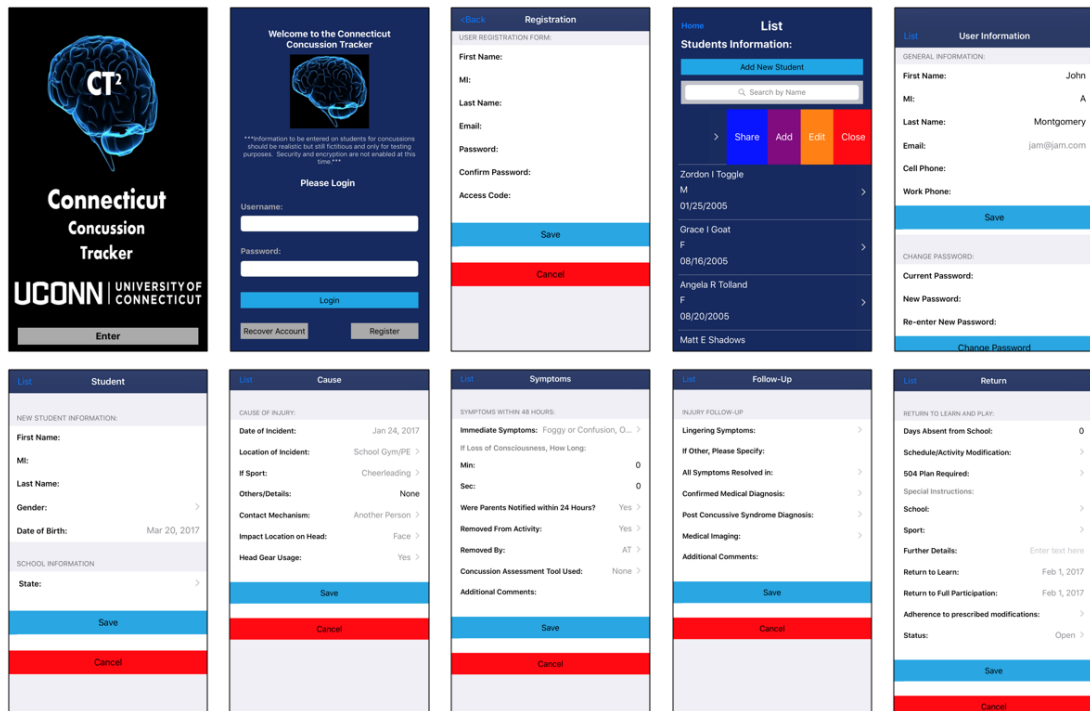 CT²
Connecticut
Concussion
Tracker
UCONN UNIVERSITY OF
CONNECTICUT
Enter
Welcome to the Connecticut
Concussion Tracker
***Information to be entered on students for concussions
should be realistic but still fictitious and only for testing
purposes. Security and encryption are not enabled at this
time.***
Please Login
Username:
Password:
Login
Recover Account Register
<Back Registration
USER REGISTRATION FORM:
First Name:
MI:
Last Name:
Email:
Password:
Confirm Password:
Access Code:
Save
Cancel
Home List
Students Information:
Add New Student
Search by Name
> Share Add Edit Close
Zordon I Toggle
M >
01/25/2005
Grace I Goat
F >
08/16/2005
Angela R Tolland
F >
08/20/2005
Matt E Shadows
List User Information
GENERAL INFORMATION:
First Name: John
MI: A
Last Name: Montgomery
Email: jam@jam.com
Cell Phone:
Work Phone:
Save
CHANGE PASSWORD:
Current Password:
New Password:
Re-enter New Password:
Change Password
List Student
NEW STUDENT INFORMATION:
First Name:
MI:
Last Name:
Gender: >
Date of Birth: Mar 20, 2017
SCHOOL INFORMATION
State: >
Save
Cancel
List Cause
CAUSE OF INJURY:
Date of Incident: Jan 24, 2017
Location of Incident: School Gym/PE >
If Sport: Cheerleading >
Others/Details: None
Contact Mechanism: Another Person >
Impact Location on Head: Face >
Head Gear Usage: Yes >
Save
Cancel
List Symptoms
SYMPTOMS WITHIN 48 HOURS:
Immediate Symptoms: Foggy or Confusion, O... >
If Loss of Consciousness, How Long:
Min: 0
Sec: 0
Were Parents Notified within 24 Hours? Yes >
Removed From Activity: Yes >
Removed By: AT >
Concussion Assessment Tool Used: None >
Additional Comments:
Save
Cancel
List Follow-Up
INJURY FOLLOW-UP
Lingering Symptoms: >
If Other, Please Specify:
All Symptoms Resolved in: >
Confirmed Medical Diagnosis: >
Post Concussive Syndrome Diagnosis: >
Medical Imaging: >
Additional Comments:
Save
Cancel
List Return
RETURN TO LEARN AND PLAY:
Days Absent from School: 0
Schedule/Activity Modification: >
504 Plan Required: >
Special Instructions:
School: >
Sport: >
Further Details: Enter text here
Return to Learn: Feb 1, 2017
Return to Full Participation: Feb 1, 2017
Adherence to prescribed modifications: >
Status: Open >
Save
Cancel